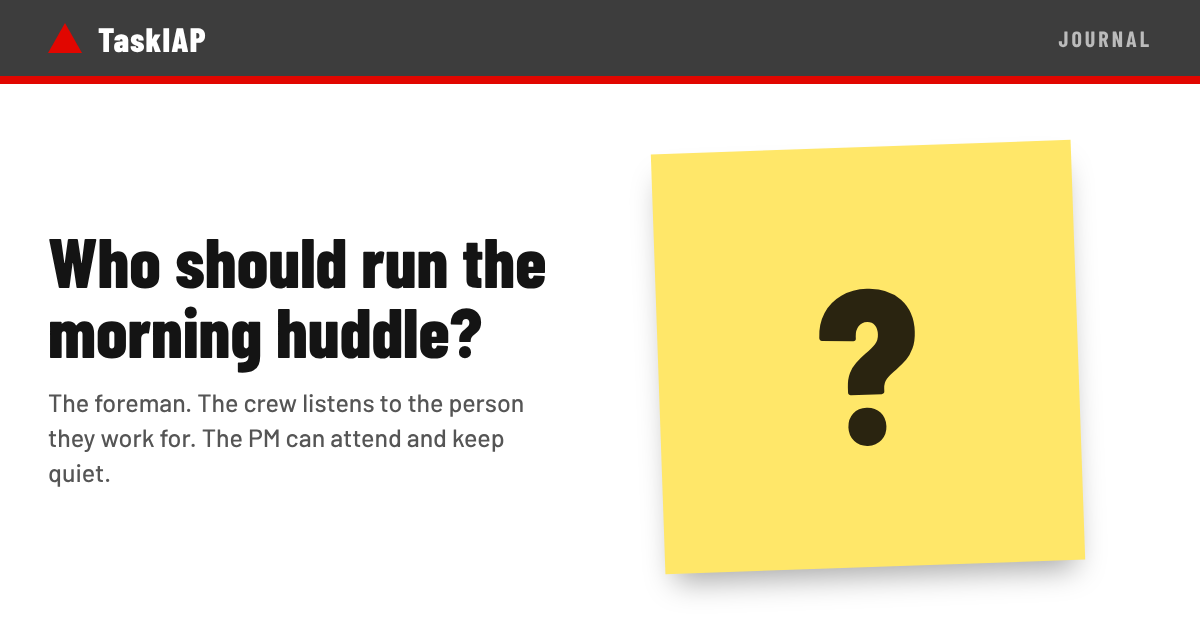 TaskIAP
JOURNAL
Who should run the
morning huddle?
The foreman. The crew listens to the person
they work for. The PM can attend and keep
quiet.
?